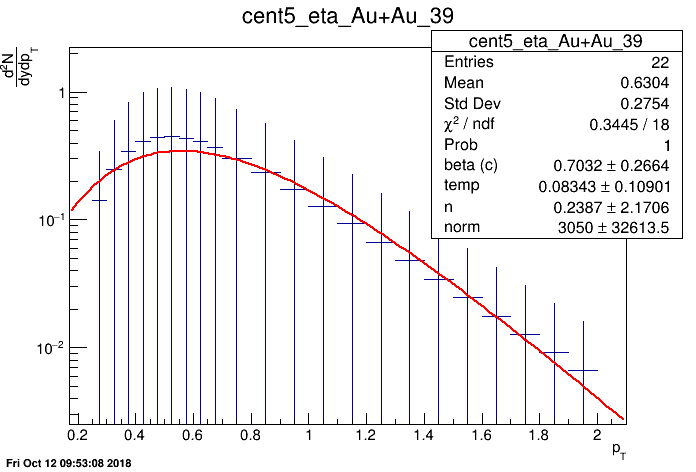 cent5_eta_Au+Au_39
d²N
dydp_T
cent5_eta_Au+Au_39
Entries 22
Mean 0.6304
Std Dev 0.2754
χ² / ndf 0.3445 / 18
Prob 1
beta (c) 0.7032 ± 0.2664
temp 0.08343 ± 0.10901
n 0.2387 ± 2.1706
norm 3050 ± 32613.5
1
10⁻¹
10⁻²
0.2 0.4 0.6 0.8 1 1.2 1.4 1.6 1.8 2
p_T
Fri Oct 12 09:53:08 2018